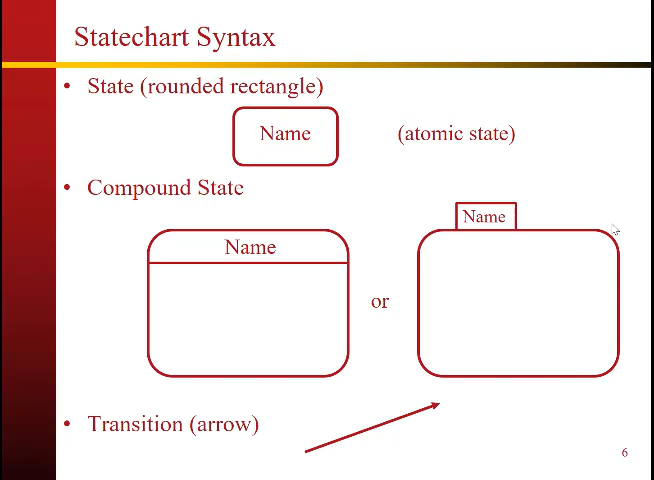 Statechart Syntax
• State (rounded rectangle)
Name (atomic state)
• Compound State
Name
Name
or
• Transition (arrow)
6